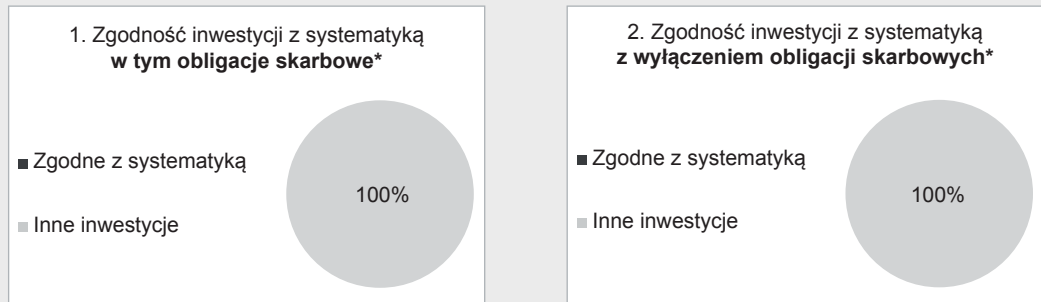 1. Zgodność inwestycji z systematyką
w tym obligacje skarbowe*
Zgodne z systematyką
Inne inwestycje
100%
2. Zgodność inwestycji z systematyką
z wyłączeniem obligacji skarbowych*
Zgodne z systematyką
Inne inwestycje
100%